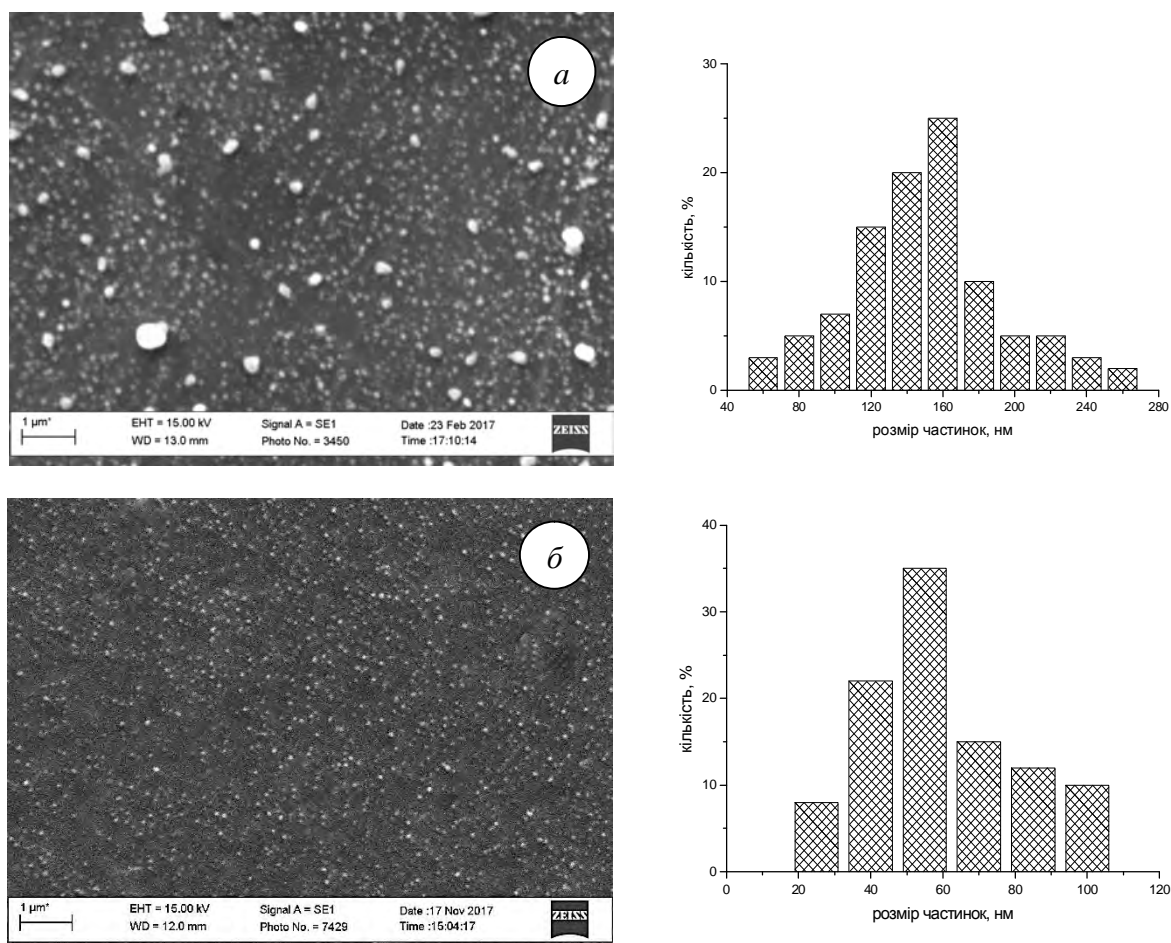 а
1 µm*
EHT = 15.00 kV Signal A = SE1 Date :23 Feb 2017
WD = 13.0 mm Photo No. = 3450 Time :17:10:14
ZEISS
30
20
10
0
кількість, %
40 80 120 160 200 240 280
розмір частинок, нм
б
1 µm*
EHT = 15.00 kV Signal A = SE1 Date :17 Nov 2017
WD = 12.0 mm Photo No. = 7429 Time :15:04:17
ZEISS
40
30
20
10
0
кількість, %
0 20 40 60 80 100 120
розмір частинок, нм